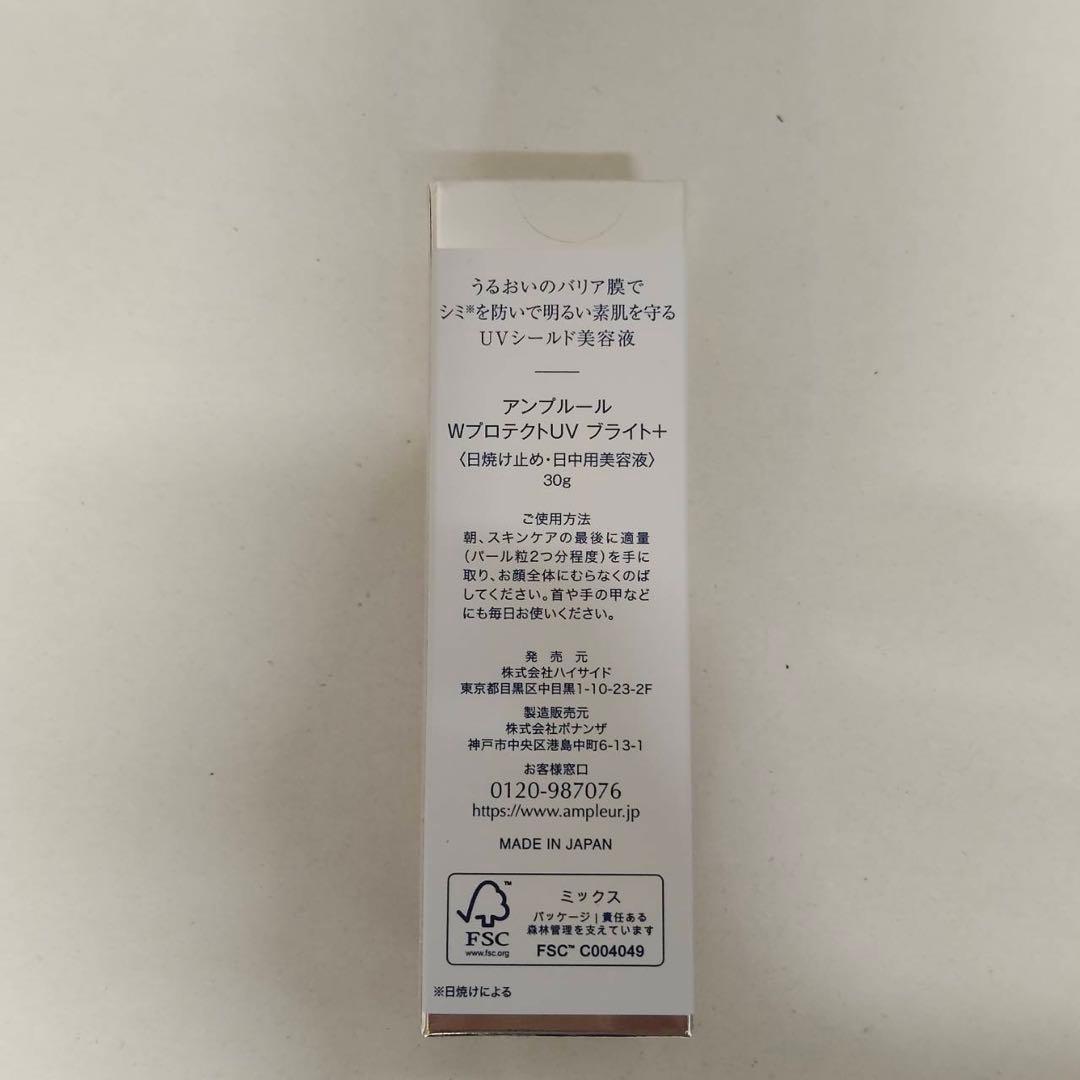 うるおいのバリア膜で
シミ※を防いで明るい素肌を守る
UVシールド美容液
アンプルール
WプロテクトUV ブライト＋
〈日焼け止め・日中用美容液〉
30g
ご使用方法
朝、スキンケアの最後に適量
(パール粒2つ分程度)を手に
取り、お顔全体にむらなくのば
してください。首や手の甲など
にも毎日お使いください。
発 売 元
株式会社ハイサイド
東京都目黒区中目黒1-10-23-2F
製造販売元
株式会社ボナンザ
神戸市中央区港島中町6-13-1
お客様窓口
0120-987076
https://www.ampleur.jp
MADE IN JAPAN
FSC
www.fsc.org
TM
ミックス
パッケージ | 責任ある
森林管理を支えています
FSC™ C004049
※日焼けによる